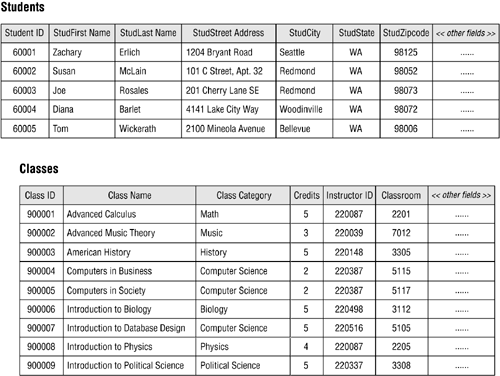 Students
Student ID StudFirst Name StudLast Name StudStreet Address StudCity StudState StudZipcode << other fields >>
60001 Zachary Erlich 1204 Bryant Road Seattle WA 98125 ......
60002 Susan McLain 101 C Street, Apt. 32 Redmond WA 98052 ......
60003 Joe Rosales 201 Cherry Lane SE Redmond WA 98073 ......
60004 Diana Barlet 4141 Lake City Way Woodinville WA 98072 ......
60005 Tom Wickerath 2100 Mineola Avenue Bellevue WA 98006 ......
Classes
Class ID Class Name Class Category Credits Instructor ID Classroom << other fields >>
900001 Advanced Calculus Math 5 220087 2201 ......
900002 Advanced Music Theory Music 3 220039 7012 ......
900003 American History History 5 220148 3305 ......
900004 Computers in Business Computer Science 2 220387 5115 ......
900005 Computers in Society Computer Science 2 220387 5117 ......
900006 Introduction to Biology Biology 5 220498 3112 ......
900007 Introduction to Database Design Computer Science 5 220516 5105 ......
900008 Introduction to Physics Physics 4 220087 2205 ......
900009 Introduction to Political Science Political Science 5 220337 3308 ......